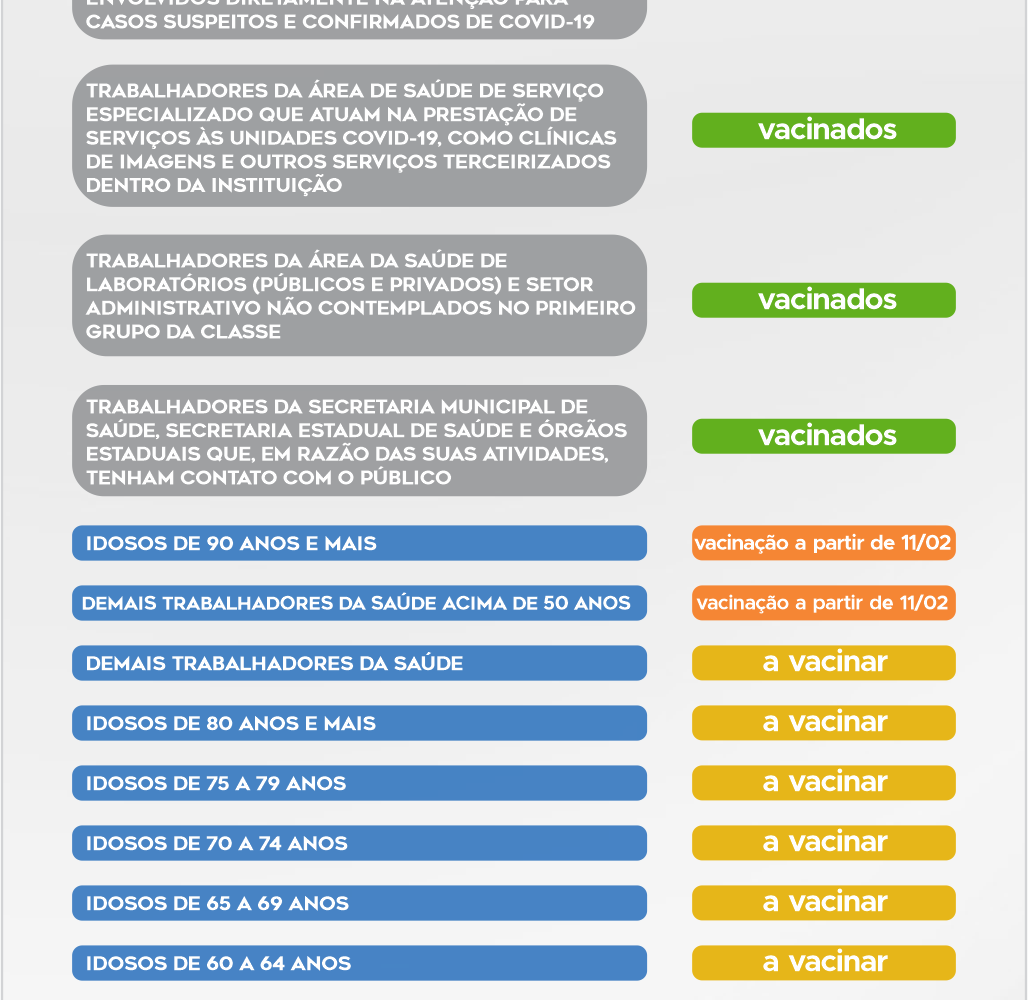 ENVOLVIDOS DIRETAMENTE NA ATENÇÃO PARA
CASOS SUSPEITOS E CONFIRMADOS DE COVID-19
TRABALHADORES DA ÁREA DE SAÚDE DE SERVIÇO
ESPECIALIZADO QUE ATUAM NA PRESTAÇÃO DE
SERVIÇOS ÀS UNIDADES COVID-19, COMO CLÍNICAS
DE IMAGENS E OUTROS SERVIÇOS TERCEIRIZADOS
DENTRO DA INSTITUIÇÃO
vacinados
TRABALHADORES DA ÁREA DA SAÚDE DE
LABORATÓRIOS (PÚBLICOS E PRIVADOS) E SETOR
ADMINISTRATIVO NÃO CONTEMPLADOS NO PRIMEIRO
GRUPO DA CLASSE
vacinados
TRABALHADORES DA SECRETARIA MUNICIPAL DE
SAÚDE, SECRETARIA ESTADUAL DE SAÚDE E ÓRGÃOS
ESTADUAIS QUE, EM RAZÃO DAS SUAS ATIVIDADES,
TENHAM CONTATO COM O PÚBLICO
vacinados
IDOSOS DE 90 ANOS E MAIS
vacinação a partir de 11/02
DEMAIS TRABALHADORES DA SAÚDE ACIMA DE 50 ANOS
vacinação a partir de 11/02
DEMAIS TRABALHADORES DA SAÚDE
a vacinar
IDOSOS DE 80 ANOS E MAIS
a vacinar
IDOSOS DE 75 A 79 ANOS
a vacinar
IDOSOS DE 70 A 74 ANOS
a vacinar
IDOSOS DE 65 A 69 ANOS
a vacinar
IDOSOS DE 60 A 64 ANOS
a vacinar